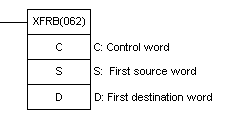 XFRB(062)
C C: Control word
S S: First source word
D D: First destination word